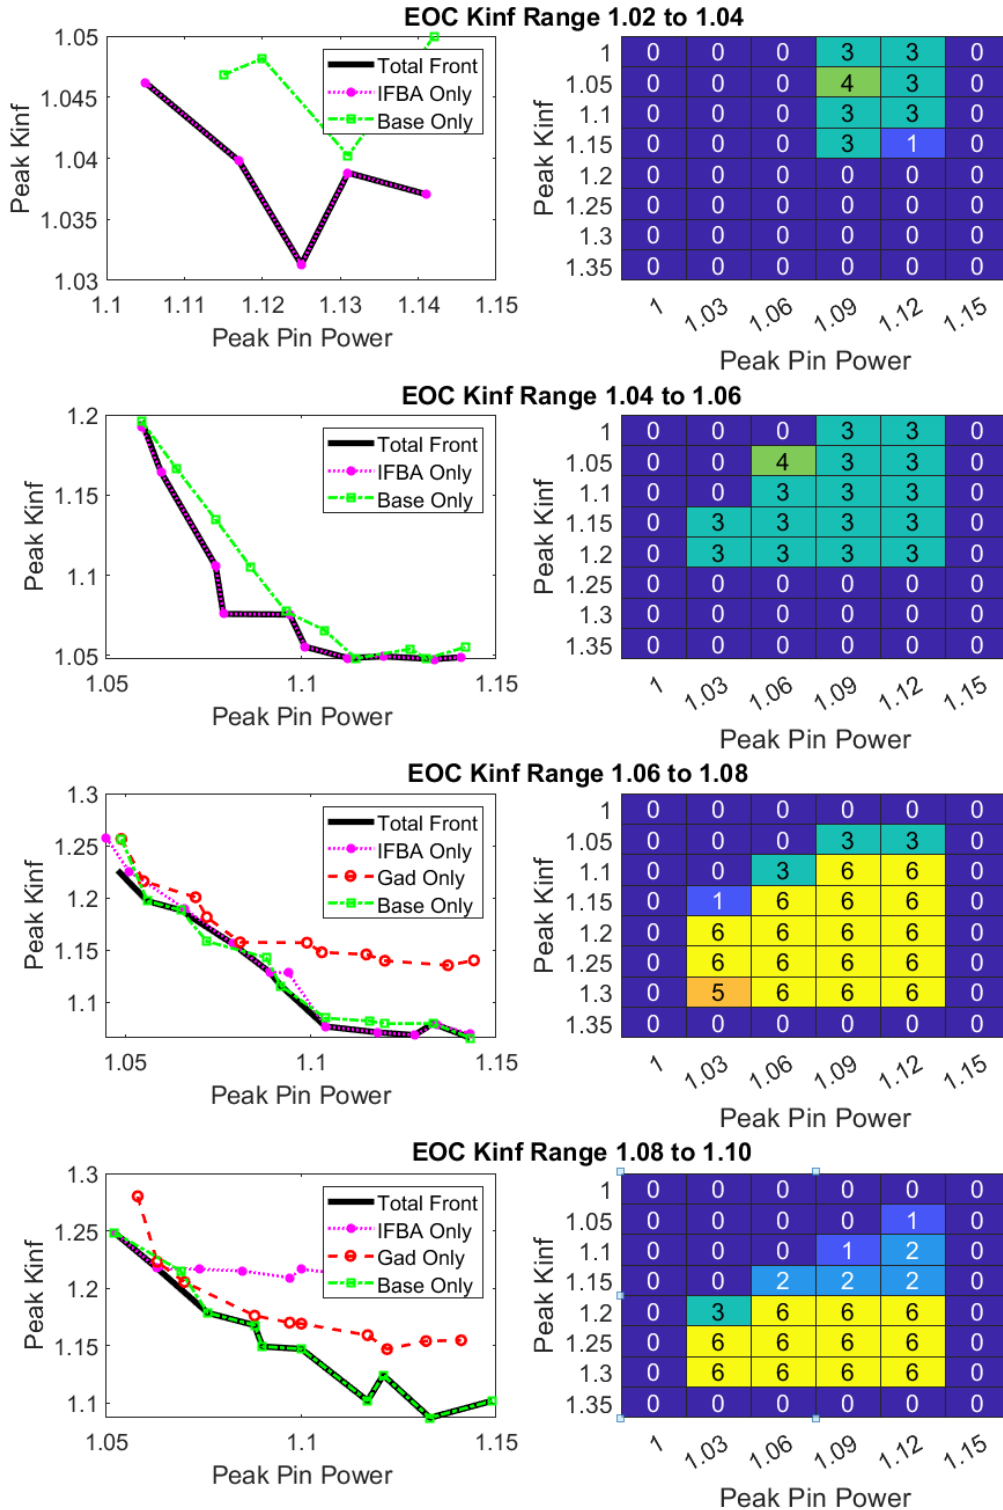 EOC Kinf Range 1.02 to 1.04
1.05
1.045
1.04
1.035
1.03
Peak Kinf
1.1 1.11 1.12 1.13 1.14 1.15
Peak Pin Power
Total Front
IFBA Only
Base Only
Peak Kinf
1 0 0 0 3 3 0
1.05 0 0 0 4 3 0
1.1 0 0 0 3 3 0
1.15 0 0 0 3 1 0
1.2 0 0 0 0 0 0
1.25 0 0 0 0 0 0
1.3 0 0 0 0 0 0
1.35 0 0 0 0 0 0
1 1.03 1.06 1.09 1.12 1.15
Peak Pin Power
EOC Kinf Range 1.04 to 1.06
1.2
1.15
1.1
1.05
Peak Kinf
1.05 1.1 1.15
Peak Pin Power
Total Front
IFBA Only
Base Only
Peak Kinf
1 0 0 0 3 3 0
1.05 0 0 4 3 3 0
1.1 0 0 3 3 3 0
1.15 0 3 3 3 3 0
1.2 0 3 3 3 3 0
1.25 0 0 0 0 0 0
1.3 0 0 0 0 0 0
1.35 0 0 0 0 0 0
1 1.03 1.06 1.09 1.12 1.15
Peak Pin Power
EOC Kinf Range 1.06 to 1.08
1.3
1.25
1.2
1.15
1.1
Peak Kinf
1.05 1.1 1.15
Peak Pin Power
Total Front
IFBA Only
Gad Only
Base Only
Peak Kinf
1 0 0 0 0 0 0
1.05 0 0 0 3 3 0
1.1 0 0 3 6 6 0
1.15 0 1 6 6 6 0
1.2 0 6 6 6 6 0
1.25 0 6 6 6 6 0
1.3 0 5 6 6 6 0
1.35 0 0 0 0 0 0
1 1.03 1.06 1.09 1.12 1.15
Peak Pin Power
EOC Kinf Range 1.08 to 1.10
1.3
1.25
1.2
1.15
1.1
Peak Kinf
1.05 1.1 1.15
Peak Pin Power
Total Front
IFBA Only
Gad Only
Base Only
Peak Kinf
1 0 0 0 0 0 0
1.05 0 0 0 0 1 0
1.1 0 0 0 1 2 0
1.15 0 0 2 2 2 0
1.2 0 3 6 6 6 0
1.25 0 6 6 6 6 0
1.3 0 6 6 6 6 0
1.35 0 0 0 0 0 0
1 1.03 1.06 1.09 1.12 1.15
Peak Pin Power